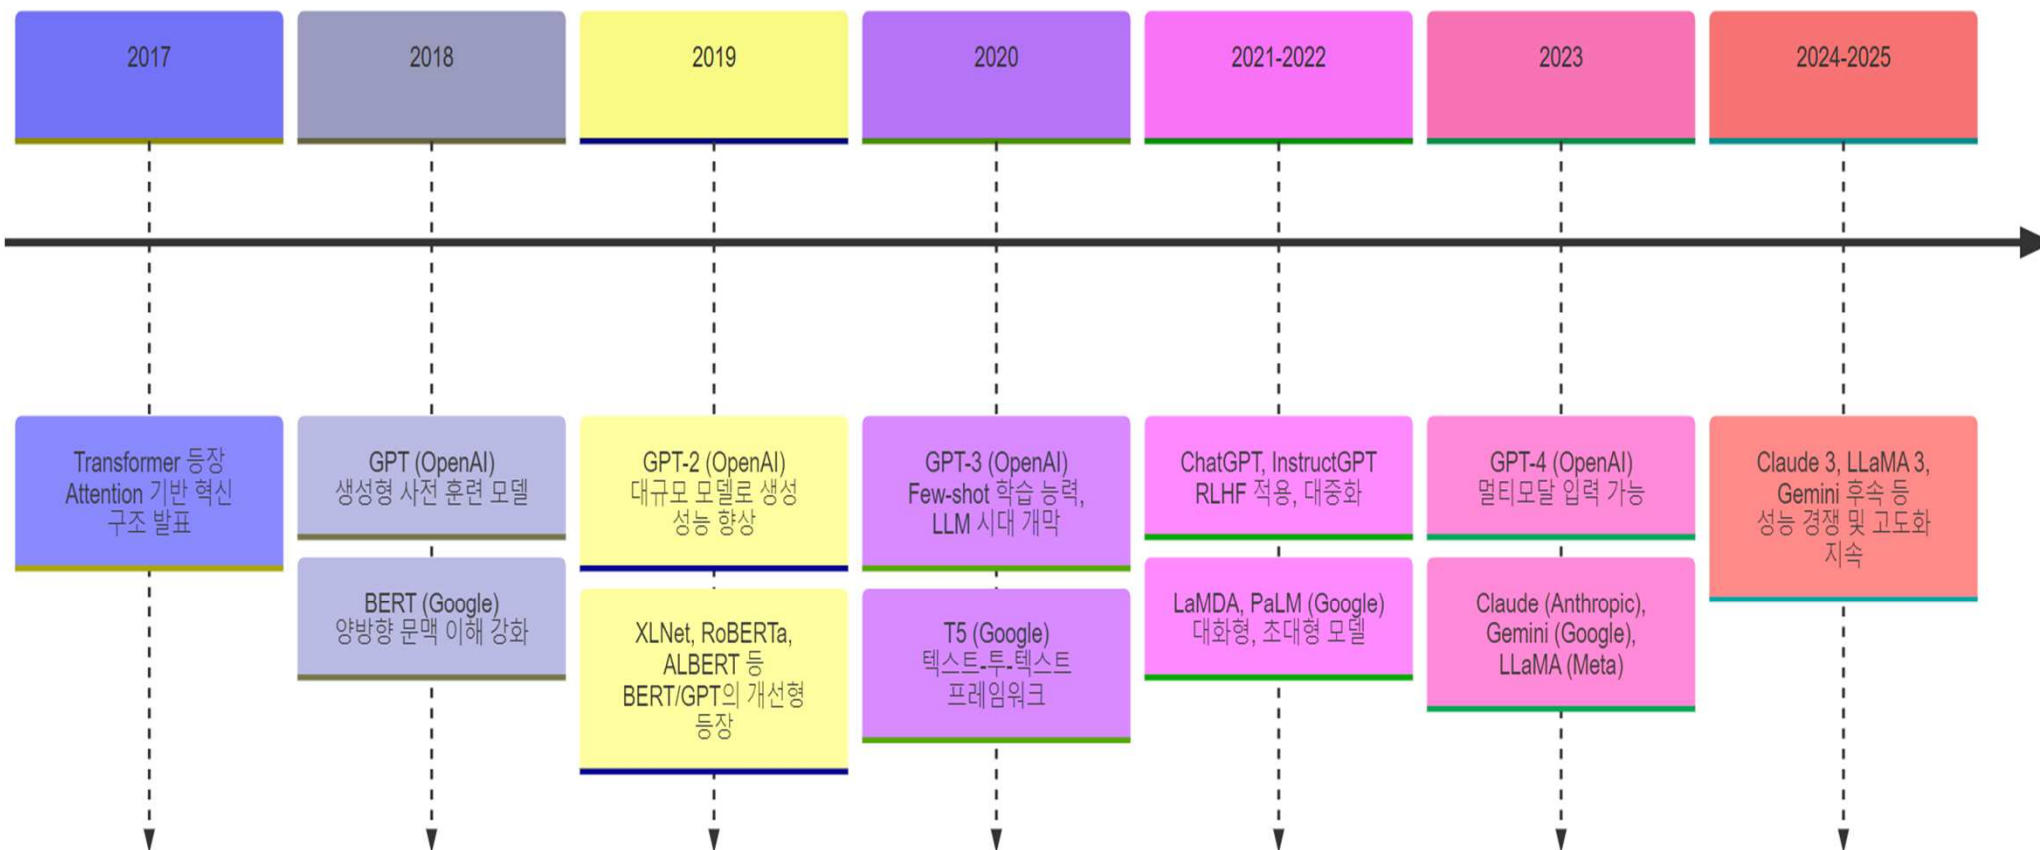 2017
2018
2019
2020
2021-2022
2023
2024-2025
Transformer 등장
Attention 기반 혁신
구조 발표
GPT (OpenAI)
생성형 사전 훈련 모델
BERT (Google)
양방향 문맥 이해 강화
GPT-2 (OpenAI)
대규모 모델로 생성
성능 향상
XLNet, RoBERTa,
ALBERT 등
BERT/GPT의 개선형
등장
GPT-3 (OpenAI)
Few-shot 학습 능력,
LLM 시대 개막
T5 (Google)
텍스트-투-텍스트
프레임워크
ChatGPT, InstructGPT
RLHF 적용, 대중화
LaMDA, PaLM (Google)
대화형, 초대형 모델
GPT-4 (OpenAI)
멀티모달 입력 가능
Claude (Anthropic),
Gemini (Google),
LLaMA (Meta)
Claude 3, LLaMA 3,
Gemini 후속 등
성능 경쟁 및 고도화
지속